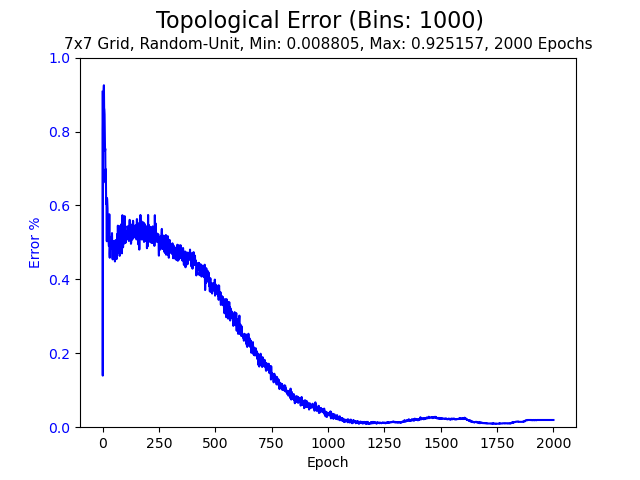 Topological Error (Bins: 1000)
7x7 Grid, Random-Unit, Min: 0.008805, Max: 0.925157, 2000 Epochs
1.0
0.8
0.6
0.4
0.2
0.0
Error %
0 250 500 750 1000 1250 1500 1750 2000
Epoch